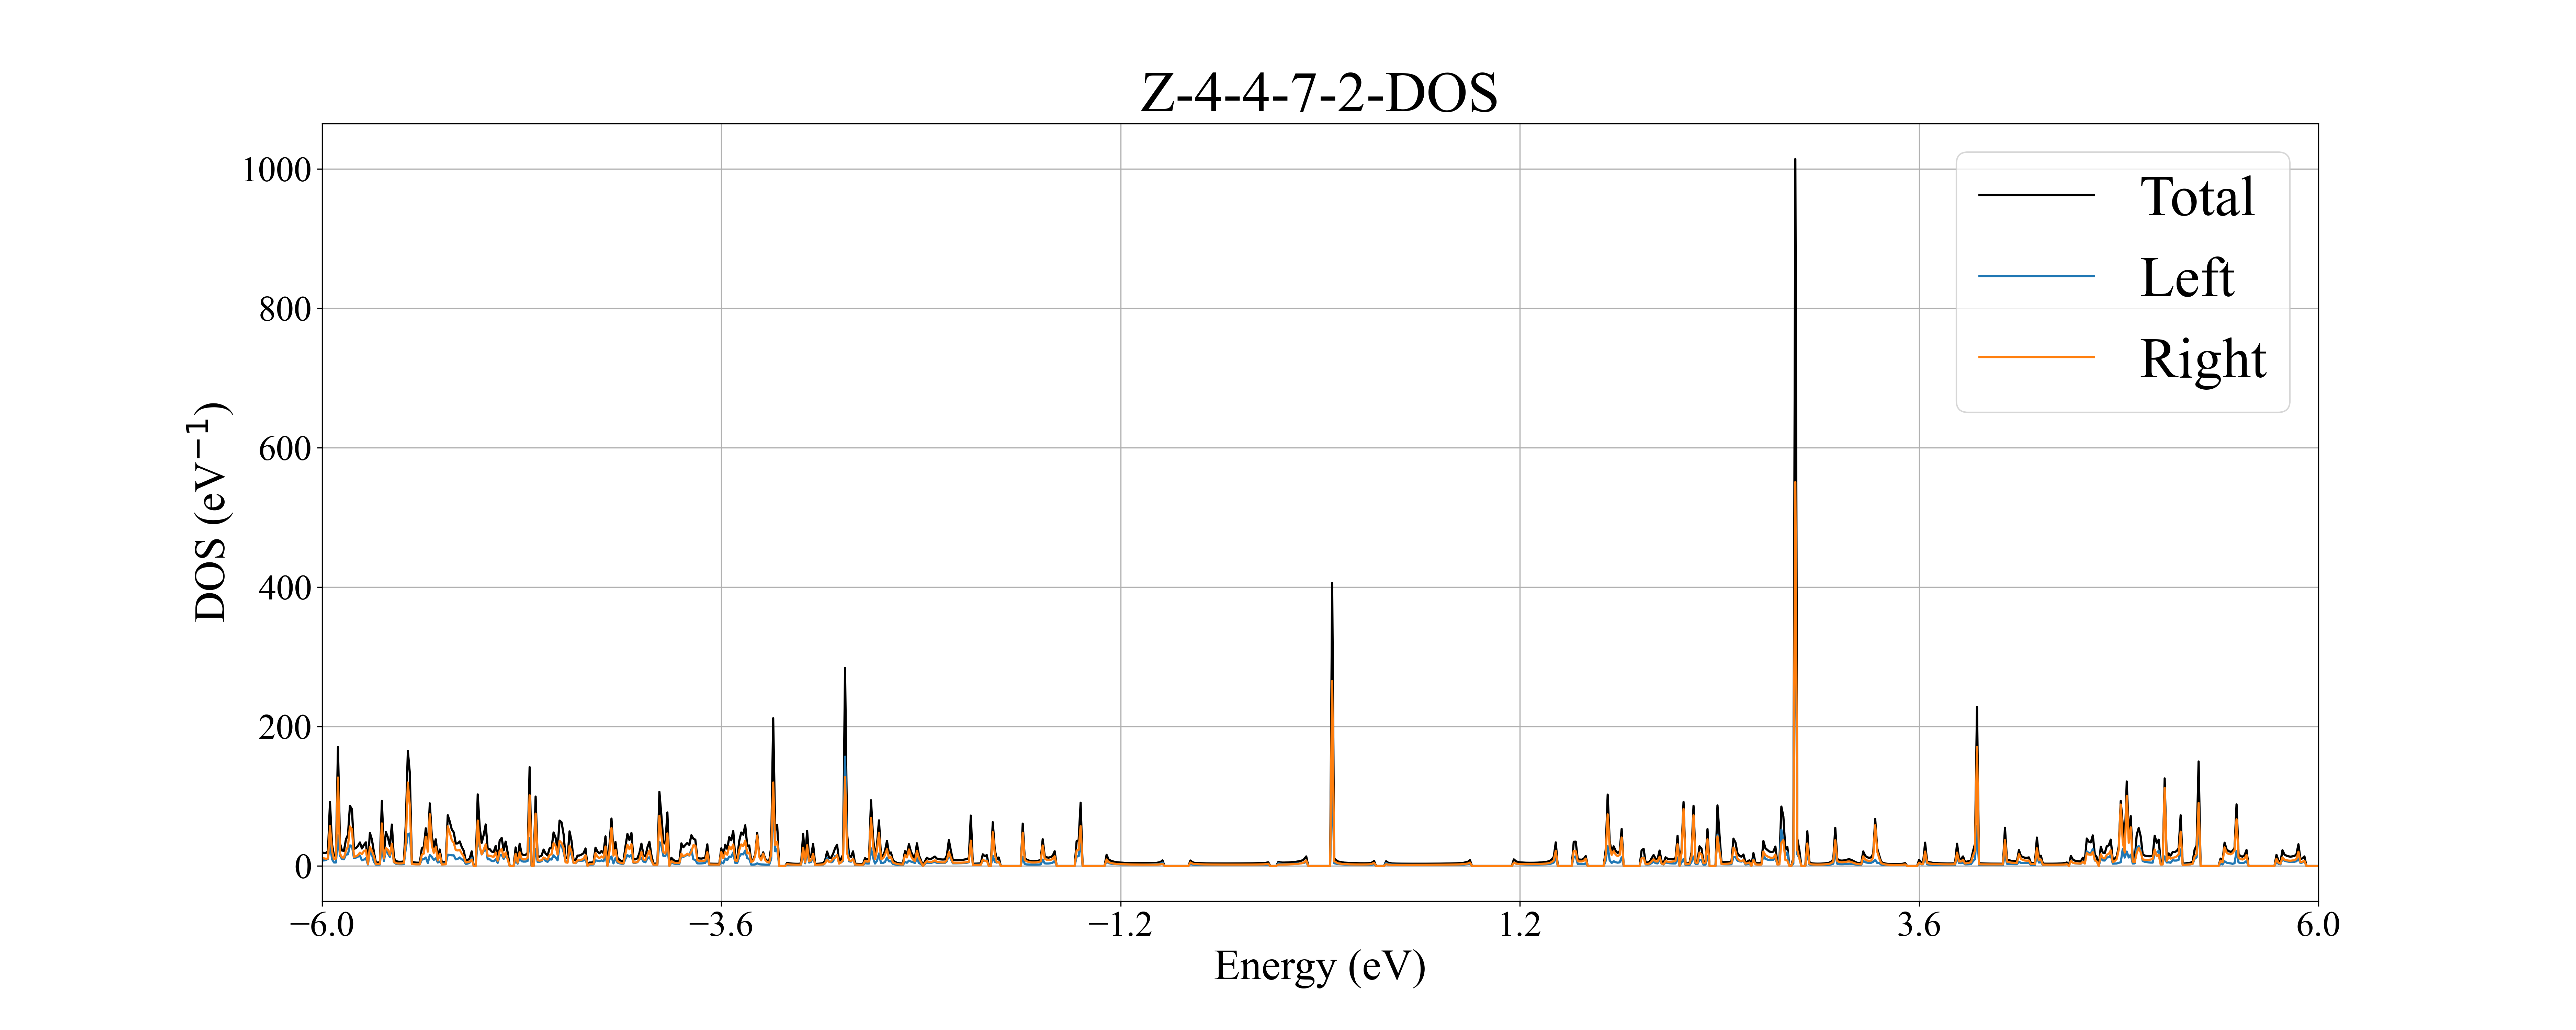 Z-4-4-7-2-DOS
1000
800
600
400
200
0
DOS (eV⁻¹)
−6.0 −3.6 −1.2 1.2 3.6 6.0
Energy (eV)
Total
Left
Right